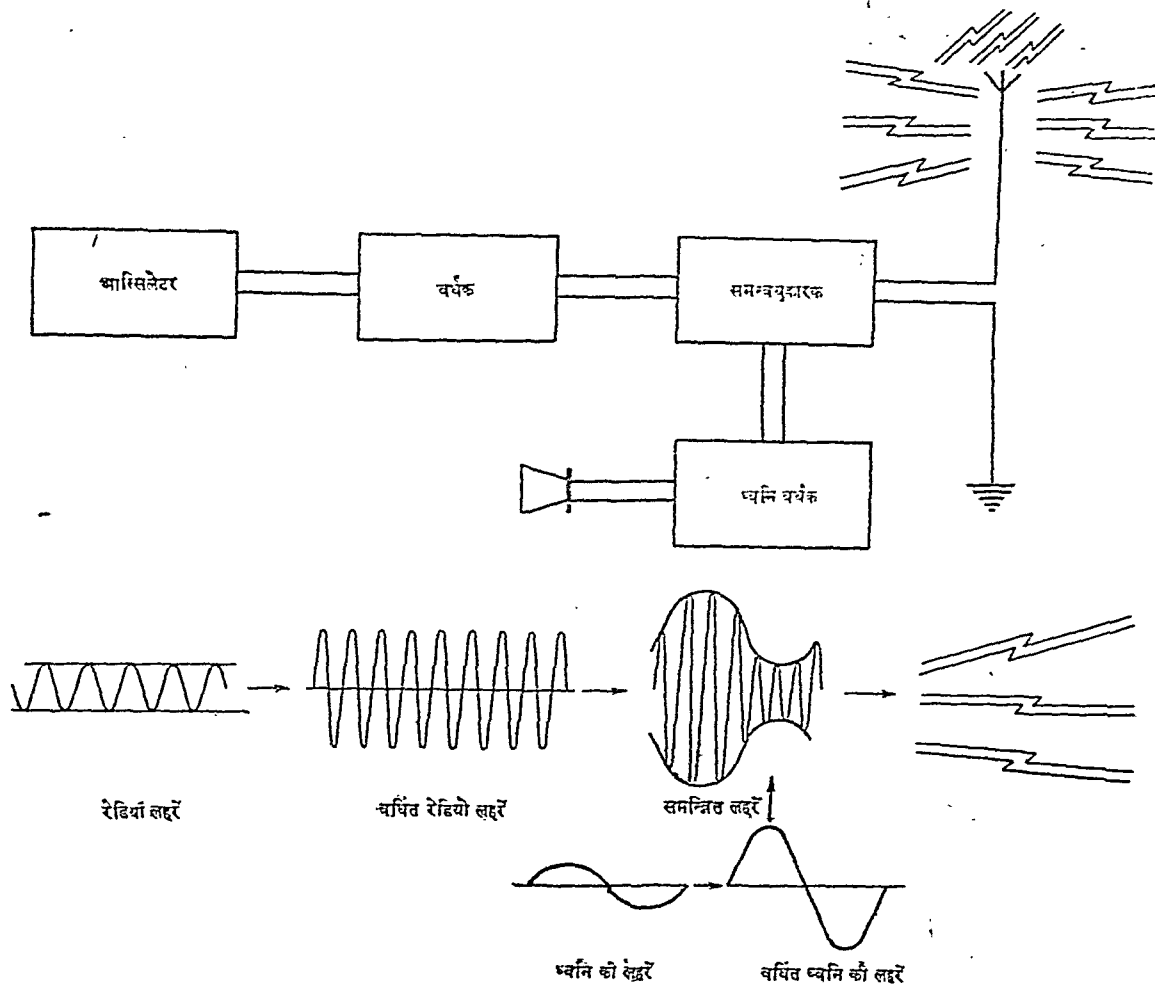 आस्सिलेटर
वर्धक
समन्वयकारक
ध्वनि वर्धक
रेडियो लहरें
वर्धित रेडियो लहरें
समन्वित लहरें
ध्वनि की लहरें
वर्धित ध्वनि की लहरें